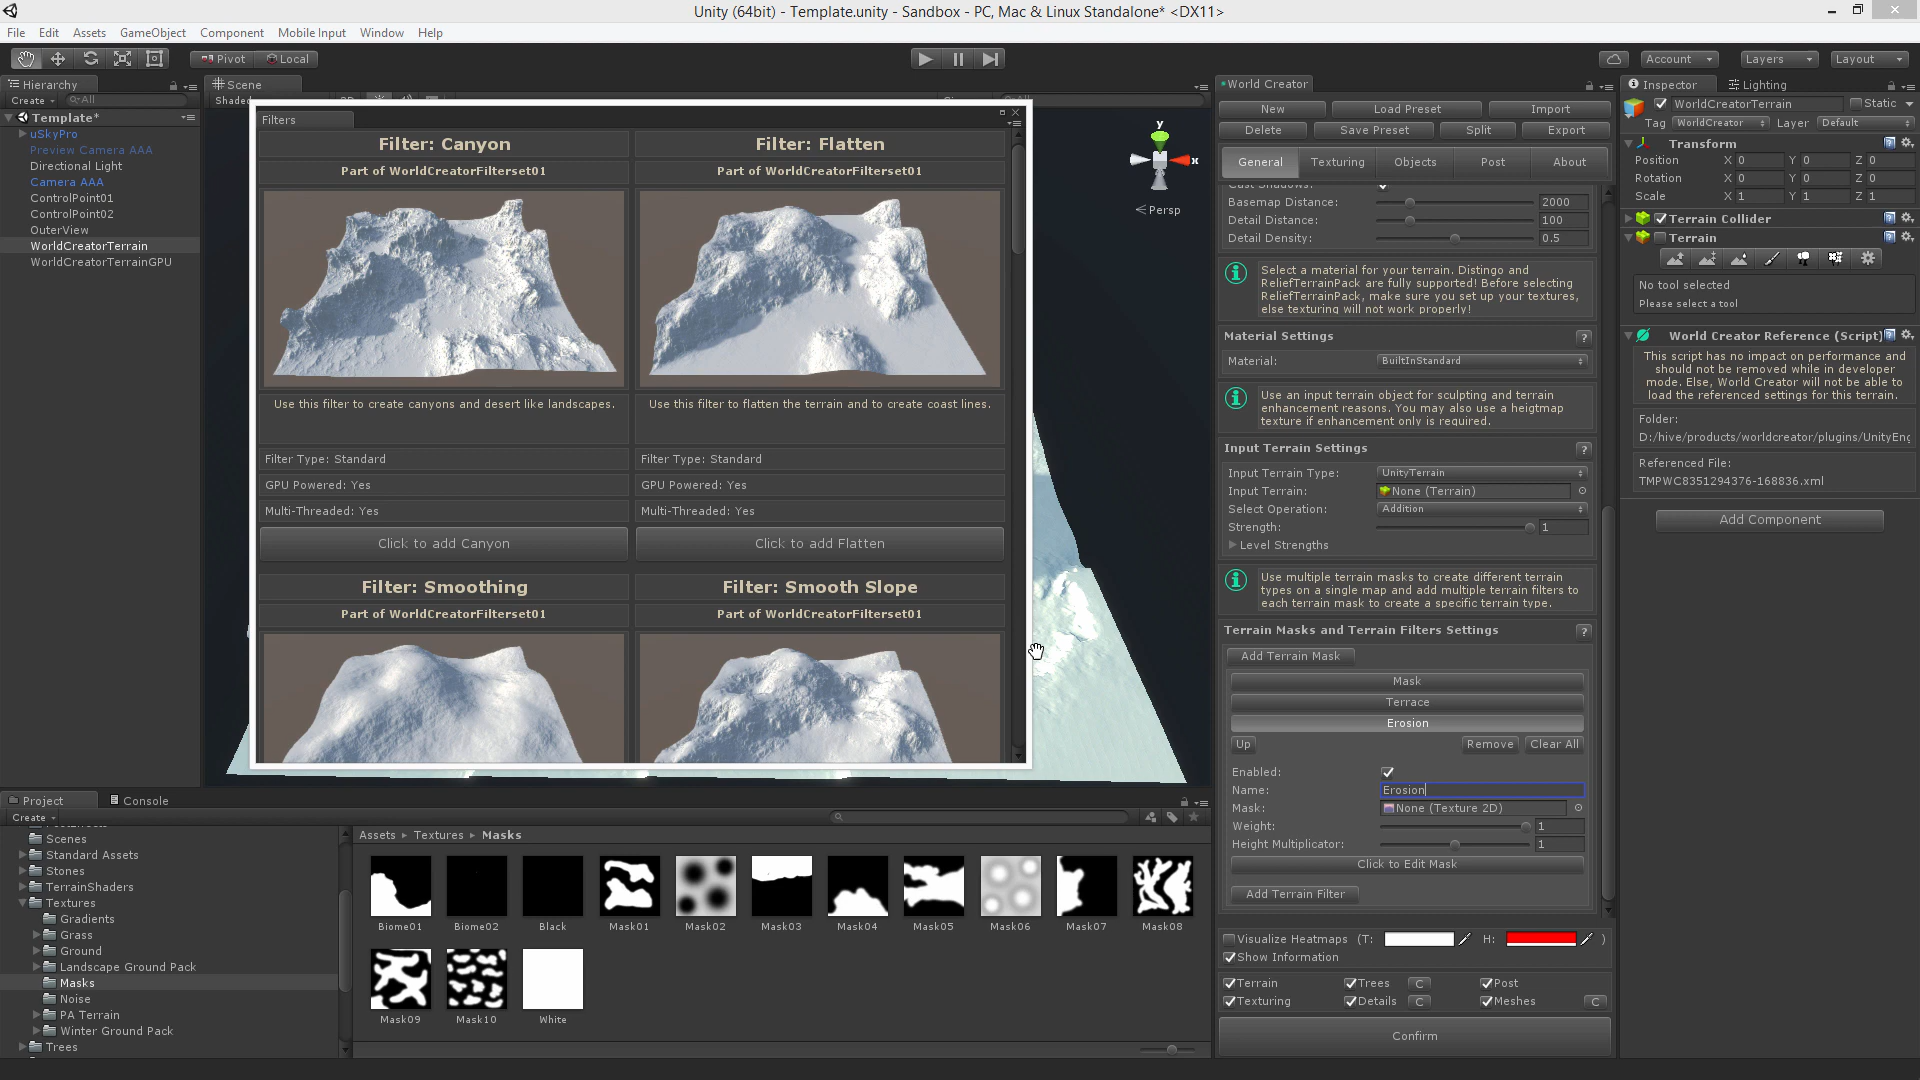 Unity (64bit) - Template.unity - Sandbox - PC, Mac & Linux Standalone* <DX11>
File Edit Assets GameObject Component Mobile Input Window Help
Pivot Local
Account Layers Layout
Hierarchy
Create All
Template*
uSkyPro
Preview Camera AAA
Directional Light
Camera AAA
ControlPoint01
ControlPoint02
OuterView
WorldCreatorTerrain
WorldCreatorTerrainGPU
Scene
Shaded
y
x
Persp
Filters
Filter: Canyon
Part of WorldCreatorFilterset01
Use this filter to create canyons and desert like landscapes.
Filter Type: Standard
GPU Powered: Yes
Multi-Threaded: Yes
Click to add Canyon
Filter: Flatten
Part of WorldCreatorFilterset01
Use this filter to flatten the terrain and to create coast lines.
Filter Type: Standard
GPU Powered: Yes
Multi-Threaded: Yes
Click to add Flatten
Filter: Smoothing
Part of WorldCreatorFilterset01
Filter: Smooth Slope
Part of WorldCreatorFilterset01
World Creator
New Load Preset Import
Delete Save Preset Split Export
General Texturing Objects Post About
Cast Shadows:
Basemap Distance: 2000
Detail Distance: 100
Detail Density: 0.5
Select a material for your terrain. Distingo and
ReliefTerrainPack are fully supported! Before selecting
ReliefTerrainPack, make sure you set up your textures,
else texturing will not work properly!
Material Settings ?
Material: BuiltInStandard
Use an input terrain object for sculpting and terrain
enhancement reasons. You may also use a heigtmap
texture if enhancement only is required.
Input Terrain Settings ?
Input Terrain Type: UnityTerrain
Input Terrain: None (Terrain)
Select Operation: Addition
Strength: 1
Level Strengths
Use multiple terrain masks to create different terrain
types on a single map and add multiple terrain filters to
each terrain mask to create a specific terrain type.
Terrain Masks and Terrain Filters Settings ?
Add Terrain Mask
Mask
Terrace
Erosion
Up Remove Clear All
Enabled:
Name: Erosion
Mask: None (Texture 2D)
Weight: 1
Height Multiplicator: 1
Click to Edit Mask
Add Terrain Filter
Visualize Heatmaps (T: H: )
Show Information
Terrain Trees C Post
Texturing Details C Meshes C
Confirm
Inspector Lighting
WorldCreatorTerrain Static
Tag WorldCreator Layer Default
Transform
Position X 0 Y 0 Z 0
Rotation X 0 Y 0 Z 0
Scale X 1 Y 1 Z 1
Terrain Collider
Terrain
No tool selected
Please select a tool
World Creator Reference (Script)
This script has no impact on performance and
should not be removed while in developer
mode. Else, World Creator will not be able to
load the referenced settings for this terrain.
Folder:
D:/hive/products/worldcreator/plugins/UnityEng
Referenced File:
TMPWC8351294376-168836.xml
Add Component
Project Console
Create
Scenes
Standard Assets
Stones
TerrainShaders
Textures
Gradients
Grass
Ground
Landscape Ground Pack
Masks
Noise
PA Terrain
Winter Ground Pack
Trees
Assets Textures Masks
Biome01 Biome02 Black Mask01 Mask02 Mask03 Mask04 Mask05 Mask06 Mask07 Mask08
Mask09 Mask10 White